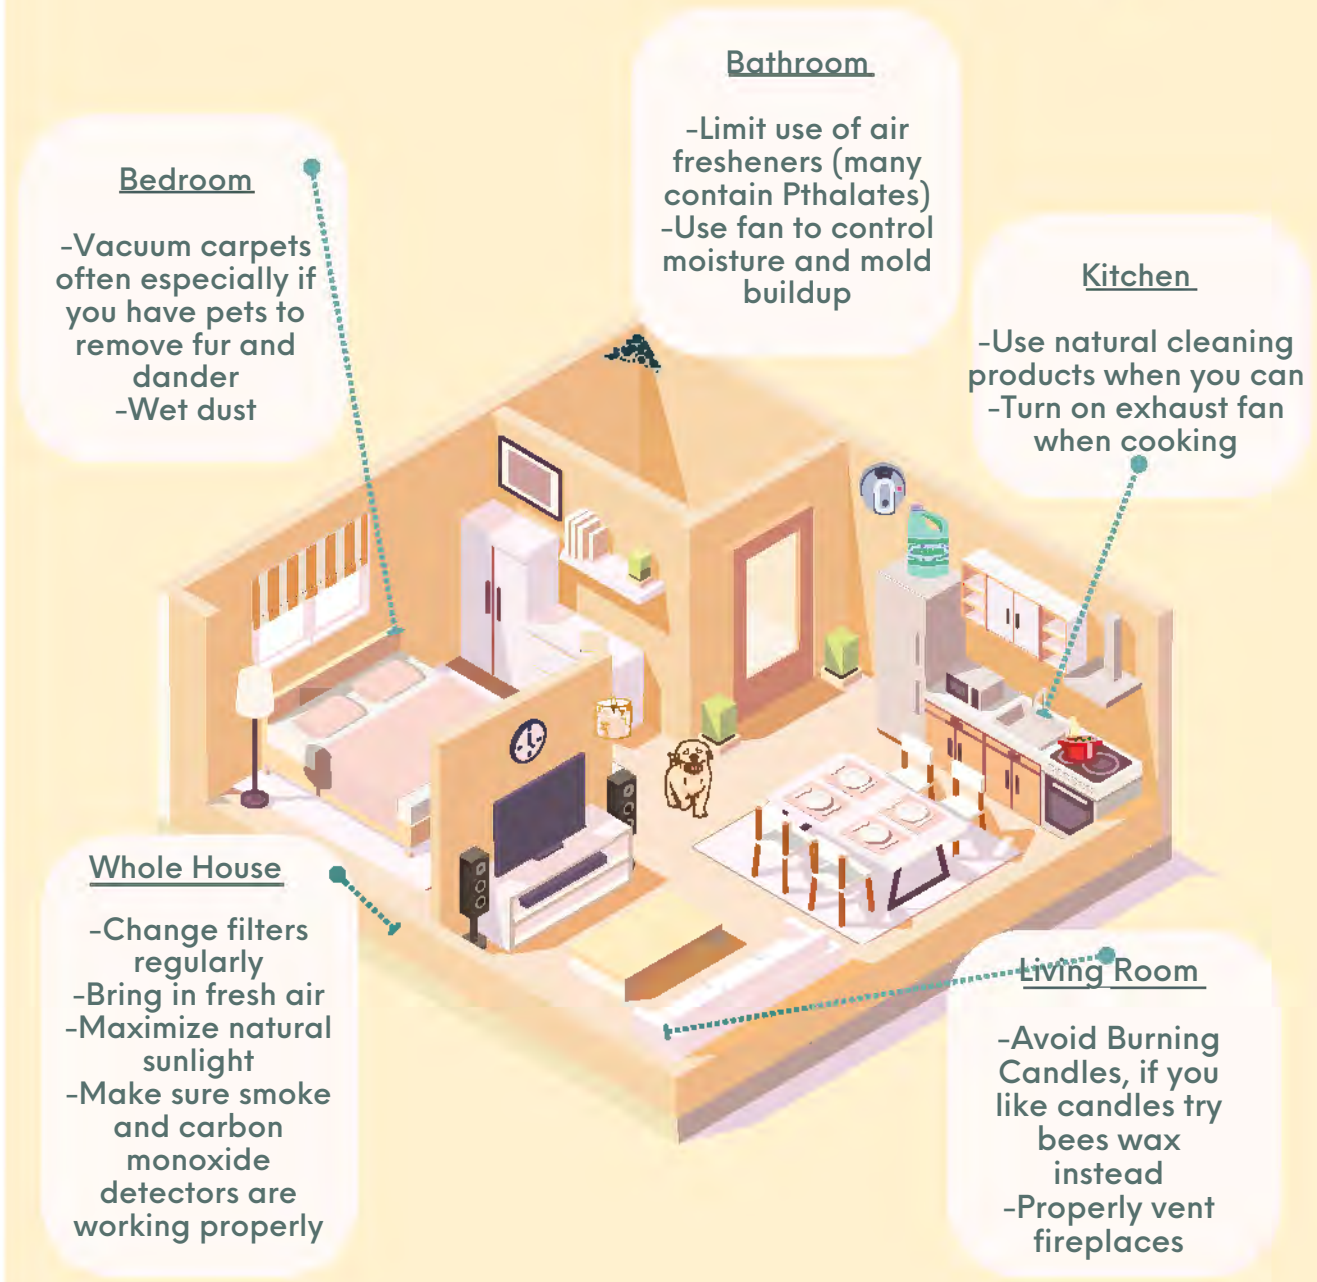 Bathroom
-Limit use of air
fresheners (many
contain Pthalates)
-Use fan to control
moisture and mold
buildup
Bedroom
-Vacuum carpets
often especially if
you have pets to
remove fur and
dander
-Wet dust
Kitchen
-Use natural cleaning
products when you can
-Turn on exhaust fan
when cooking
Whole House
-Change filters
regularly
-Bring in fresh air
-Maximize natural
sunlight
-Make sure smoke
and carbon
monoxide
detectors are
working properly
Living Room
-Avoid Burning
Candles, if you
like candles try
bees wax
instead
-Properly vent
fireplaces